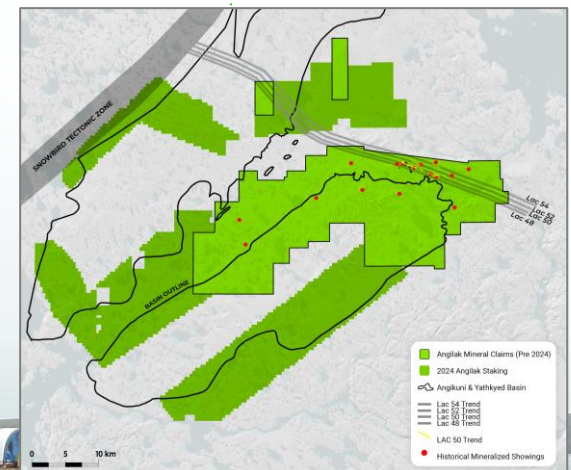 SNOWBIRD TECTONIC ZONE
Lac 54
Lac 52
Lac 50
Lac 48
BASIN OUTLINE
Angilak Mineral Claims (Pre 2024)
2024 Angilak Staking
Angikuni & Yathkyed Basin
Lac 54 Trend
Lac 52 Trend
Lac 50 Trend
Lac 48 Trend
LAC 50 Trend
Historical Mineralized Showings
0 5 10 km